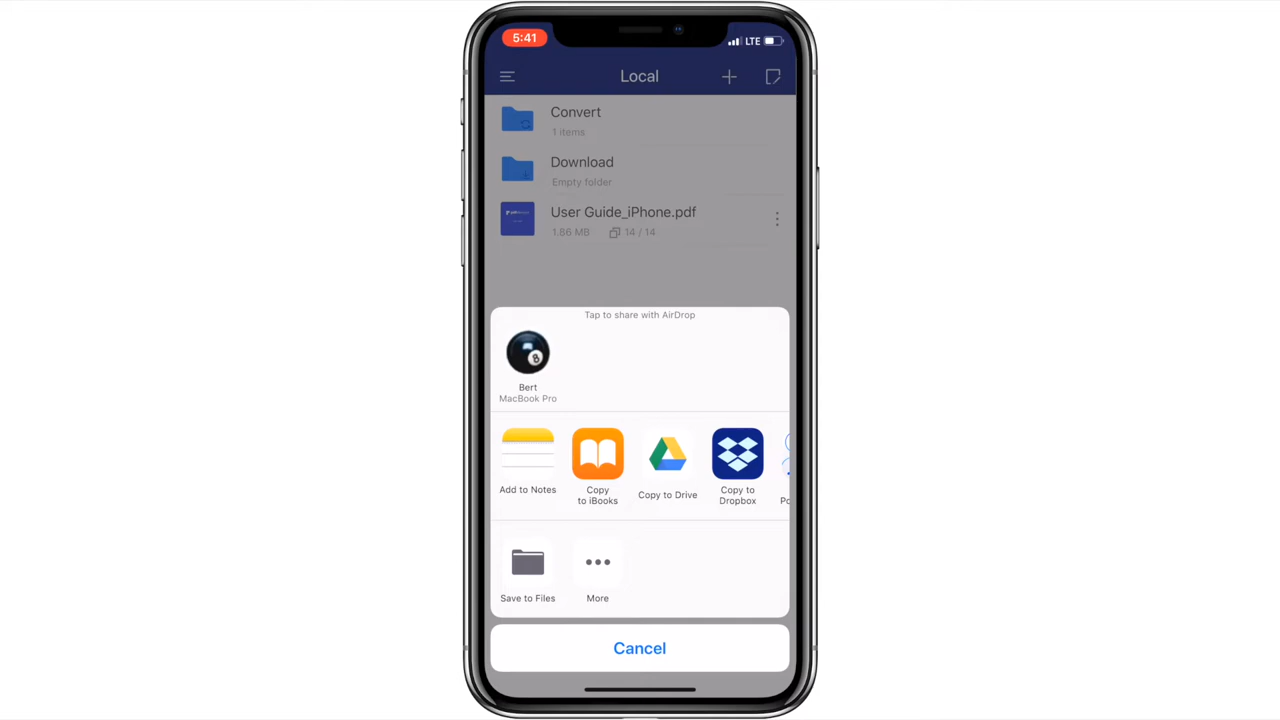 5:41
LTE
Local
Convert
1 items
Download
Empty folder
User Guide_iPhone.pdf
1.86 MB 14 / 14
Tap to share with AirDrop
8
Bert
MacBook Pro
Add to Notes
Copy
to iBooks
Copy to Drive
Copy to
Dropbox
Save to Files
More
Cancel